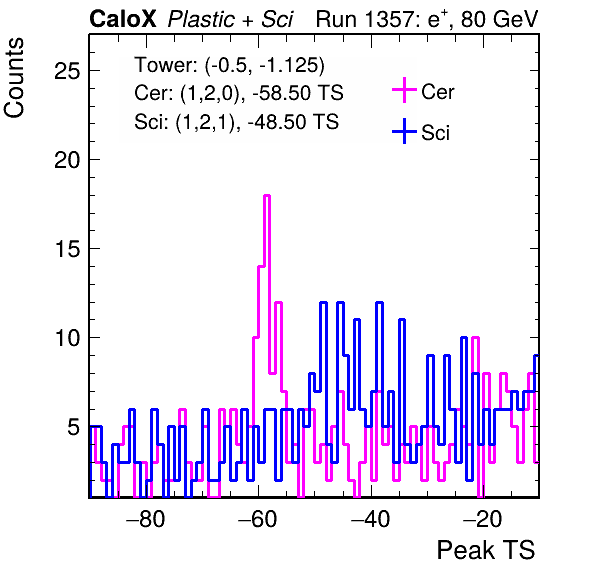 CaloX Plastic + Sci Run 1357: e+, 80 GeV
Counts
25
20
15
10
5
Tower: (-0.5, -1.125)
Cer: (1,2,0), -58.50 TS
Sci: (1,2,1), -48.50 TS
Cer
Sci
−80 −60 −40 −20
Peak TS